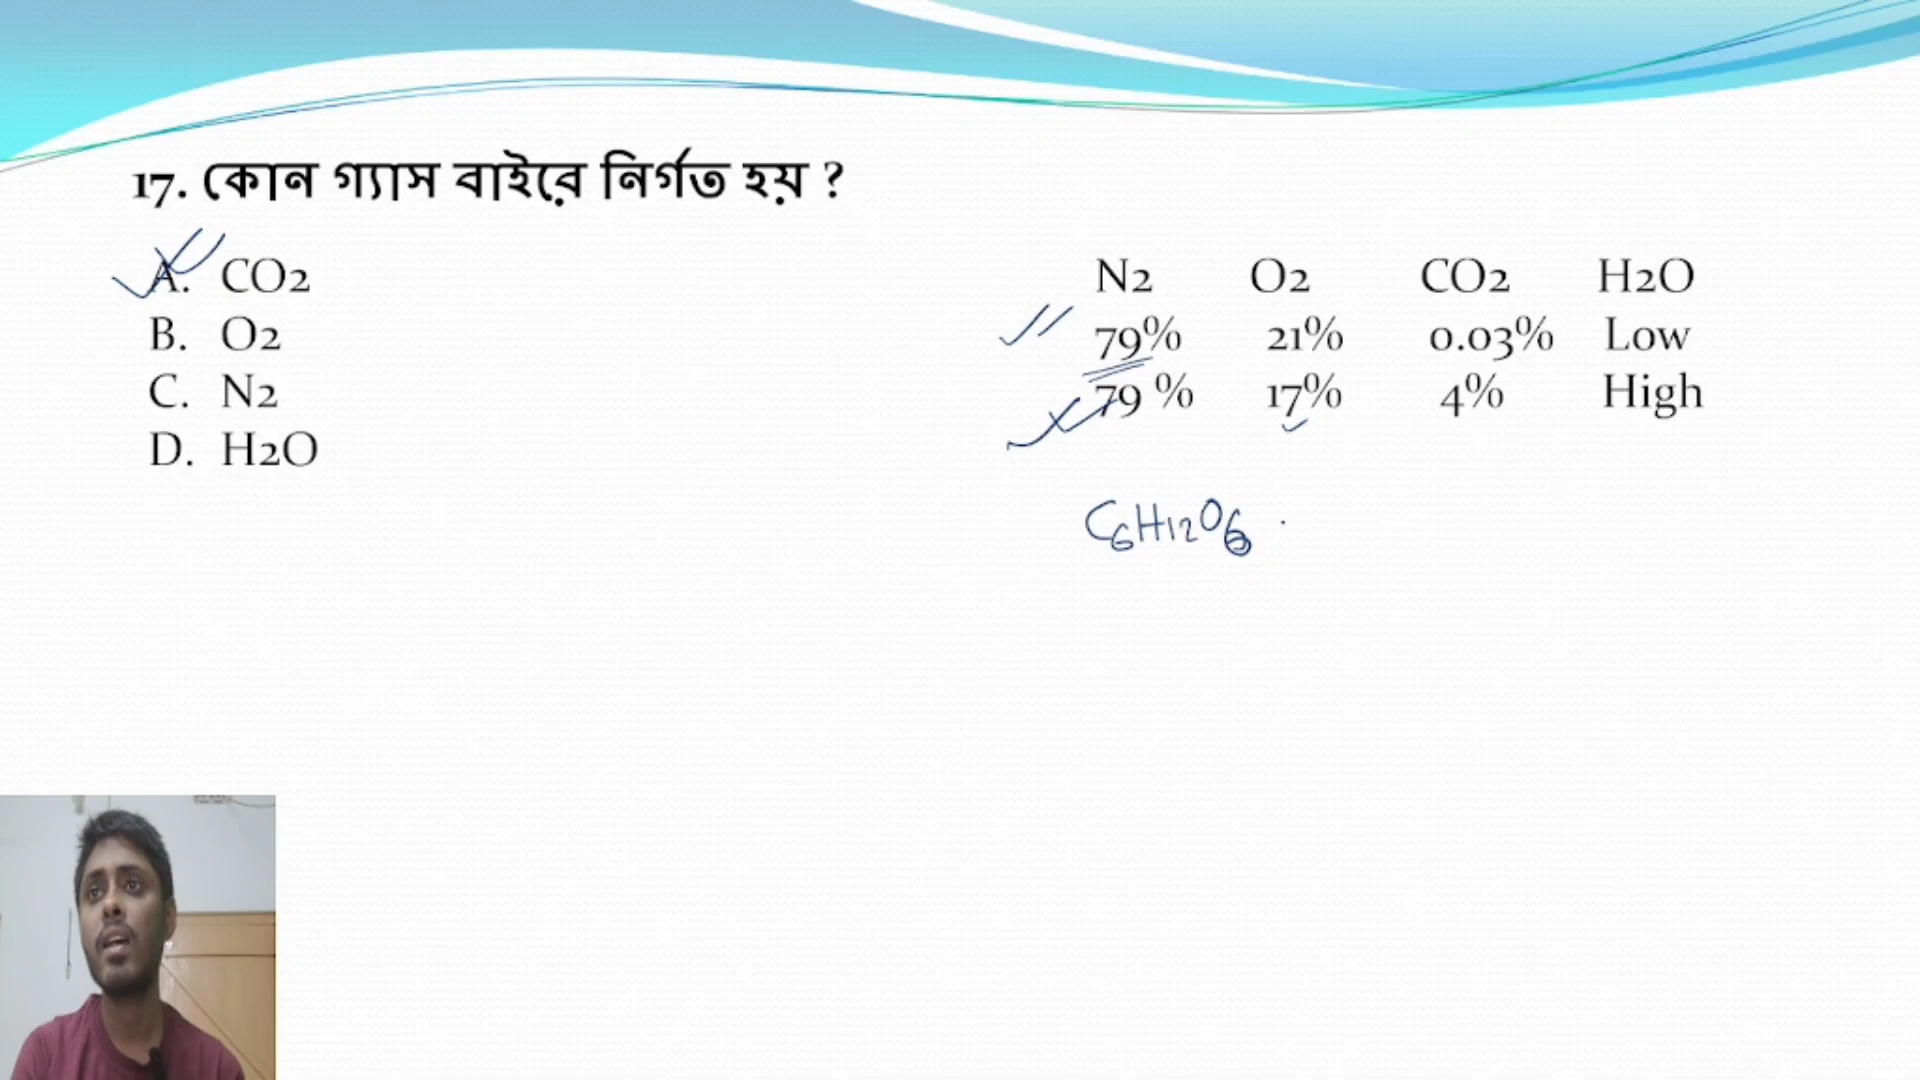 17. কোন গ্যাস বাইরে নির্গত হয় ?
A. CO2
B. O2
C. N2
D. H2O
N2 O2 CO2 H2O
79% 21% 0.03% Low
79 % 17% 4% High
C6H12O6